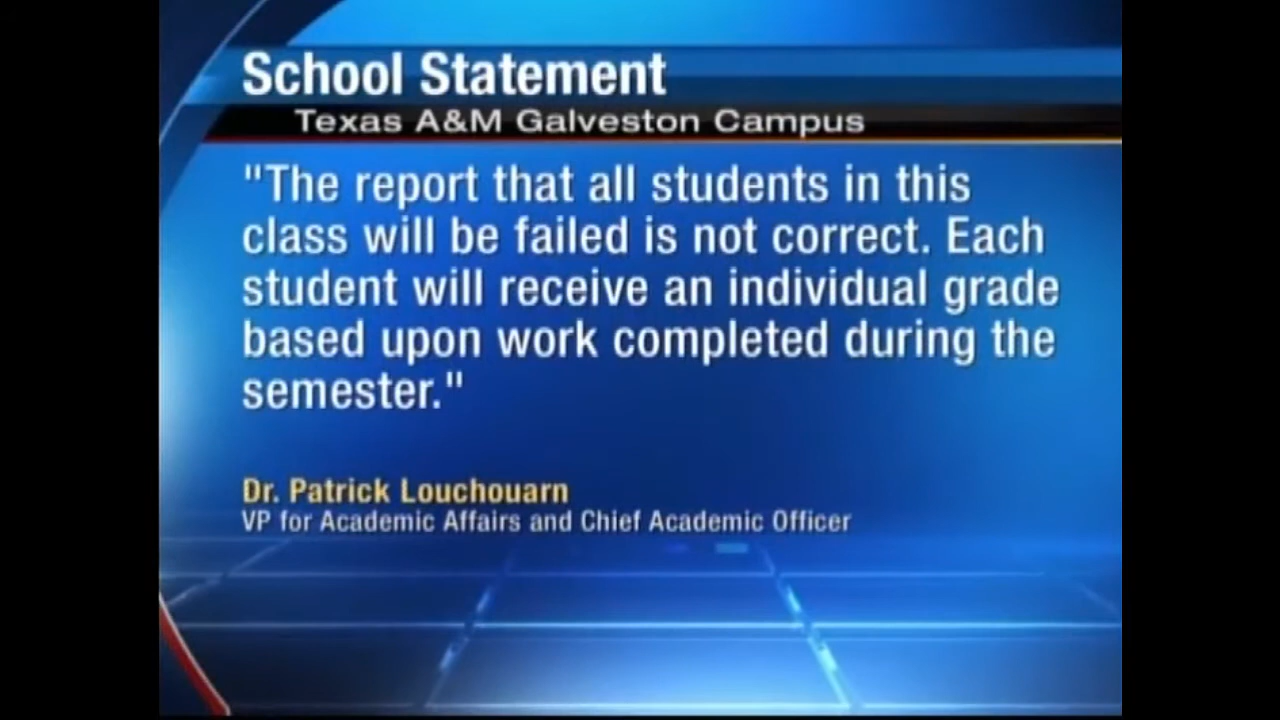 School Statement
Texas A&M Galveston Campus
"The report that all students in this
class will be failed is not correct. Each
student will receive an individual grade
based upon work completed during the
semester."
Dr. Patrick Louchouarn
VP for Academic Affairs and Chief Academic Officer